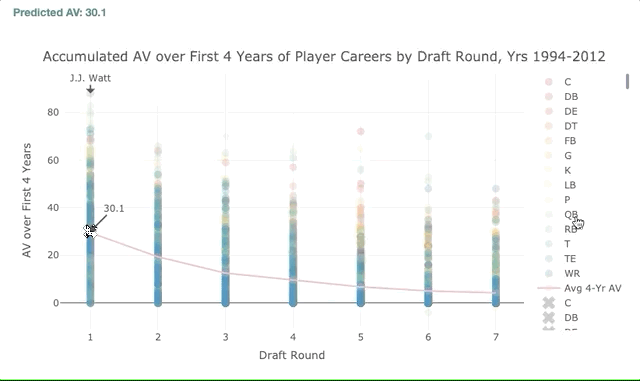 Predicted AV: 30.1
Accumulated AV over First 4 Years of Player Careers by Draft Round, Yrs 1994-2012
J.J. Watt
30.1
AV over First 4 Years
80
60
40
20
0
1 2 3 4 5 6 7
Draft Round
C
DB
DE
DT
FB
G
K
LB
P
QB
RB
T
TE
WR
Avg 4-Yr AV
C
DB